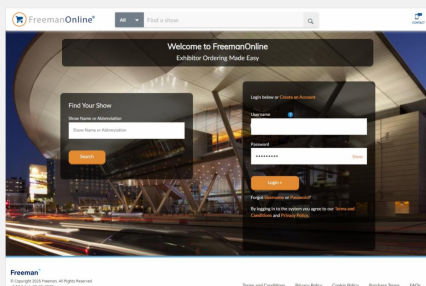 FreemanOnline®
All
Find a show
CONTACT
Welcome to FreemanOnline
Exhibitor Ordering Made Easy
Find Your Show
Show Name or Abbreviation
Show Name or Abbreviation
Search
Login below or Create an Account
Username
?
Password
•••••••••
Show
Login »
Forgot Username or Password?
By logging in to the system you agree to our Terms and
Conditions and Privacy Policy.
Freeman
© Copyright 2025 Freeman, All Rights Reserved.
Terms and Conditions Privacy Policy Cookie Policy Purchase Terms FAQs